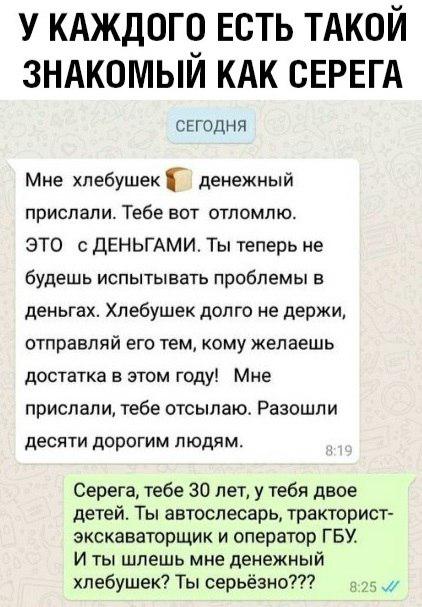 У КАЖДОГО ЕСТЬ ТАКОЙ
ЗНАКОМЫЙ КАК СЕРЕГА
СЕГОДНЯ
Мне хлебушек 🍞 денежный
прислали. Тебе вот отломлю.
ЭТО с ДЕНЬГАМИ. Ты теперь не
будешь испытывать проблемы в
деньгах. Хлебушек долго не держи,
отправляй его тем, кому желаешь
достатка в этом году! Мне
прислали, тебе отсылаю. Разошли
десяти дорогим людям.
8:19
Серега, тебе 30 лет, у тебя двое
детей. Ты автослесарь, тракторист-
экскаваторщик и оператор ГБУ.
И ты шлешь мне денежный
хлебушек? Ты серьёзно???
8:25